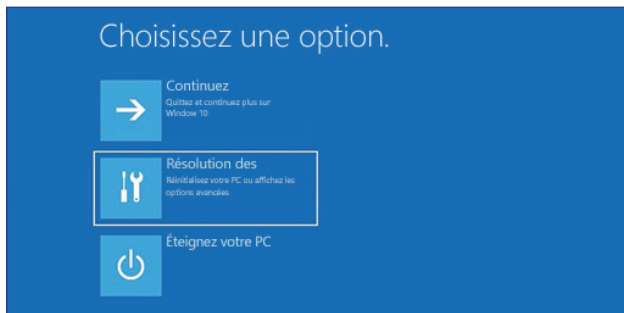 Choisissez une option.
Continuez
Quittez et continuez plus sur
Window 10
Résolution des
Réinitialisez votre PC ou affichez les
options avancées
Éteignez votre PC